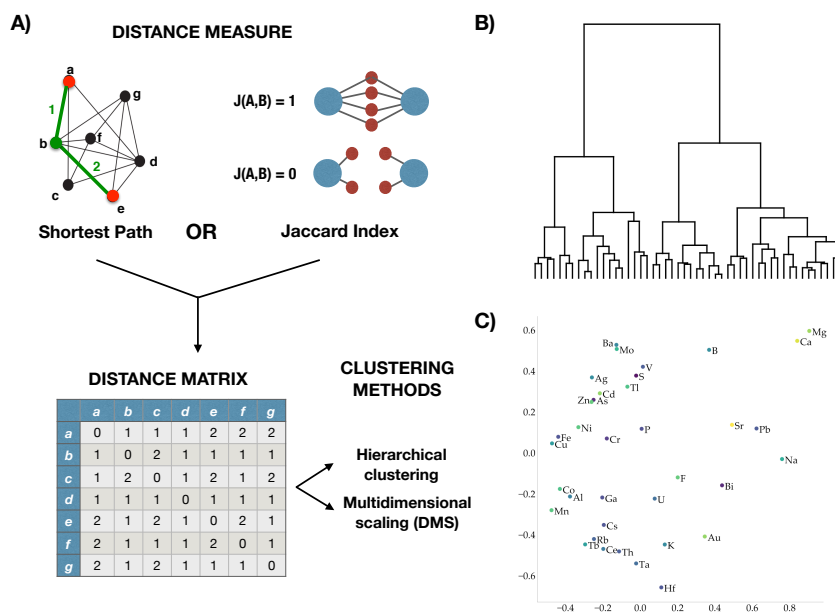 A)
DISTANCE MEASURE
a
g
1
b
f
2
d
c
e
J(A,B) = 1
J(A,B) = 0
Shortest Path OR Jaccard Index
DISTANCE MATRIX
a b c d e f g
a 0 1 1 1 2 2 2
b 1 0 2 1 1 1 1
c 1 2 0 1 2 1 2
d 1 1 1 0 1 1 1
e 2 1 2 1 0 2 1
f 2 1 1 1 2 0 1
g 2 1 2 1 1 1 0
CLUSTERING
METHODS
Hierarchical
clustering
Multidimensional
scaling (DMS)
B)
C)
0.6
0.4
0.2
0.0
−0.2
−0.4
−0.6
−0.4 −0.2 0.0 0.2 0.4 0.6 0.8
Mg
Ca
Ba
Mo
B
V
S
Ag
Tl
Cd
Zn
As
Ni
P
Sr
Pb
Fe
Cu
Cr
Na
F
Bi
Co
Al
Ga
U
Mn
Cs
Rb
Au
Tb
Ce
Th
K
Ta
Hf